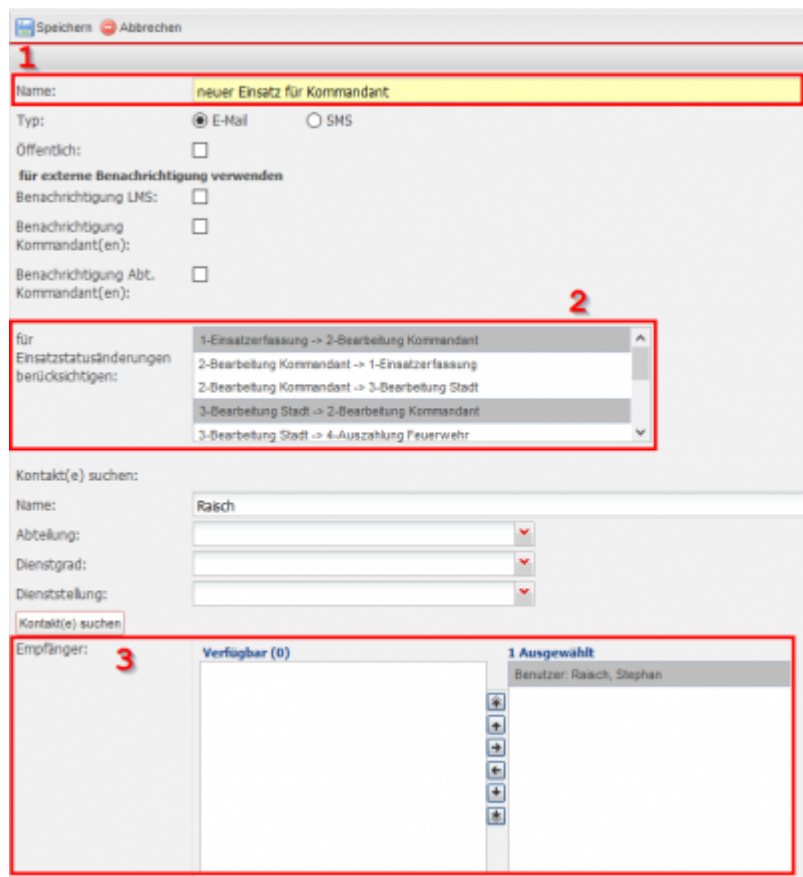 Speichern Abbrechen
1
Name: neuer Einsatz für Kommandant
Typ: E-Mail SMS
Öffentlich:
für externe Benachrichtigung verwenden
Benachrichtigung LMS:
Benachrichtigung
Kommandant(en):
Benachrichtigung Abt.
Kommandant(en):
2
für
Einsatzstatusänderungen
berücksichtigen:
1-Einsatzerfassung -> 2-Bearbeitung Kommandant
2-Bearbeitung Kommandant -> 1-Einsatzerfassung
2-Bearbeitung Kommandant -> 3-Bearbeitung Stadt
3-Bearbeitung Stadt -> 2-Bearbeitung Kommandant
3-Bearbeitung Stadt -> 4-Auszahlung Feuerwehr
Kontakt(e) suchen:
Name: Raisch
Abteilung:
Dienstgrad:
Dienststellung:
Kontakt(e) suchen
Empfänger:
3
Verfügbar (0)
1 Ausgewählt
Benutzer: Raisch, Stephan